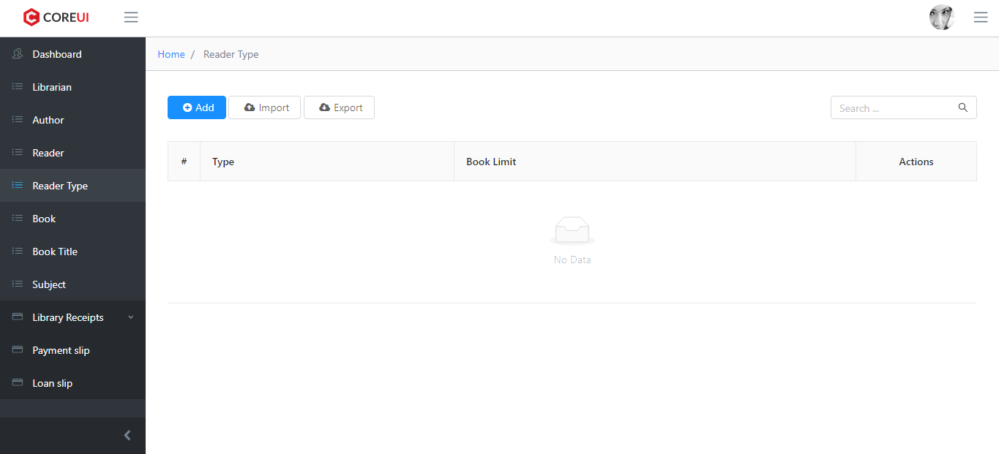 COREUI
Dashboard
Librarian
Author
Reader
Reader Type
Book
Book Title
Subject
Library Receipts
Payment slip
Loan slip
Home / Reader Type
Add Import Export Search ...
# Type Book Limit Actions
No Data